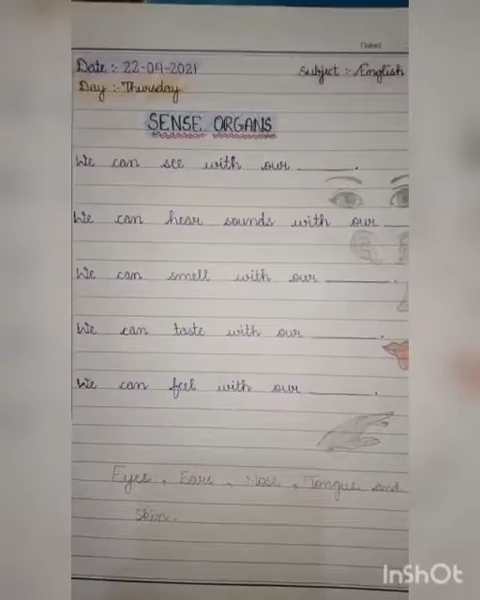 Dated
Date :- 22-04-2021 Subject :- English
Day :- Thursday
SENSE ORGANS
We can see with our ______.
We can hear sounds with our
We can smell with our ______.
We can taste with our ______.
We can feel with our ______.
Eyes, Ears, Nose, Tongue and
Skin.
InShOt